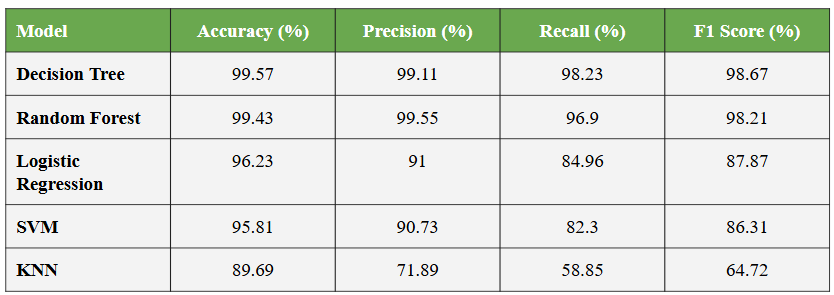 Model Accuracy (%) Precision (%) Recall (%) F1 Score (%)
Decision Tree 99.57 99.11 98.23 98.67
Random Forest 99.43 99.55 96.9 98.21
Logistic 96.23 91 84.96 87.87
Regression
SVM 95.81 90.73 82.3 86.31
KNN 89.69 71.89 58.85 64.72